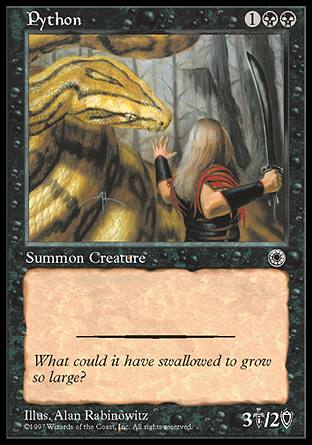 Python 1
Summon Creature
What could it have swallowed to grow
so large?
Illus. Alan Rabinowitz
©1997 Wizards of the Coast, Inc. All rights reserved.
3/2